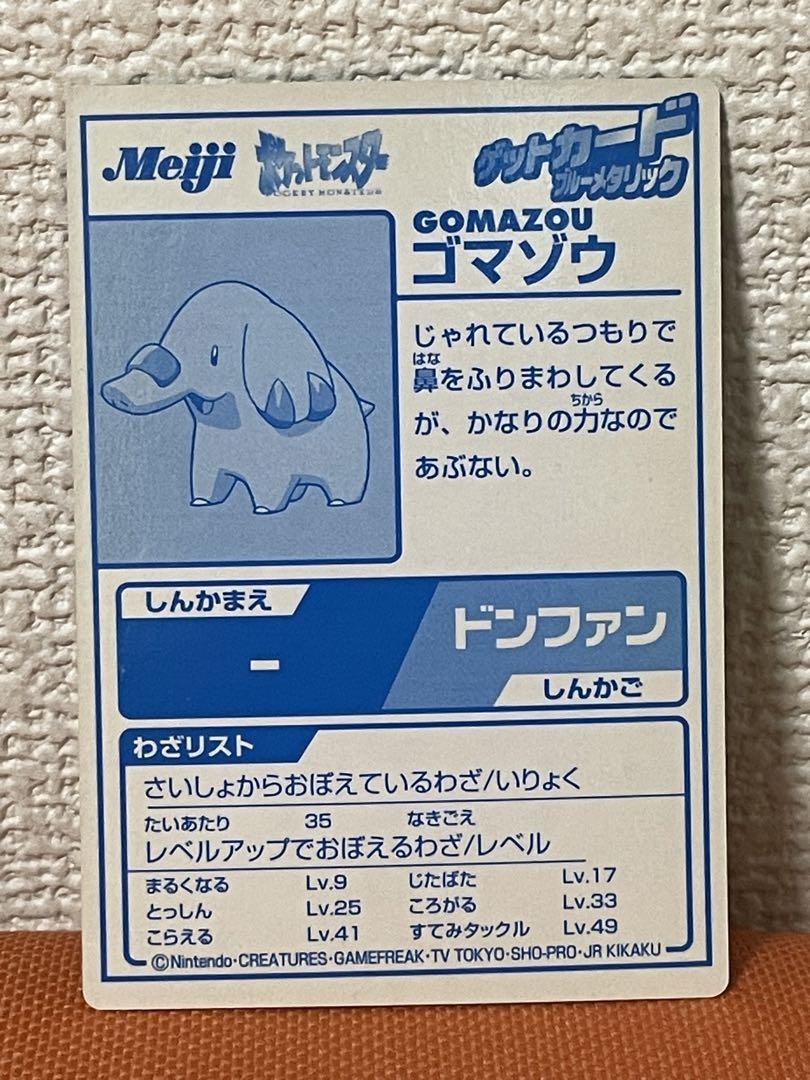 Meiji
ポケットモンスター
POCKET MONSTERS
ゲットカード
ブルーメタリック
GOMAZOU
ゴマゾウ
じゃれているつもりで
はな
鼻をふりまわしてくる
ちから
が、かなりの力なので
あぶない。
しんかまえ
-
ドンファン
しんかご
わざリスト
さいしょからおぼえているわざ/いりょく
たいあたり 35 なきごえ
レベルアップでおぼえるわざ/レベル
まるくなる Lv.9 じたばた Lv.17
とっしん Lv.25 ころがる Lv.33
こらえる Lv.41 すてみタックル Lv.49
©Nintendo・CREATURES・GAMEFREAK・TV TOKYO・SHO-PRO・JR KIKAKU